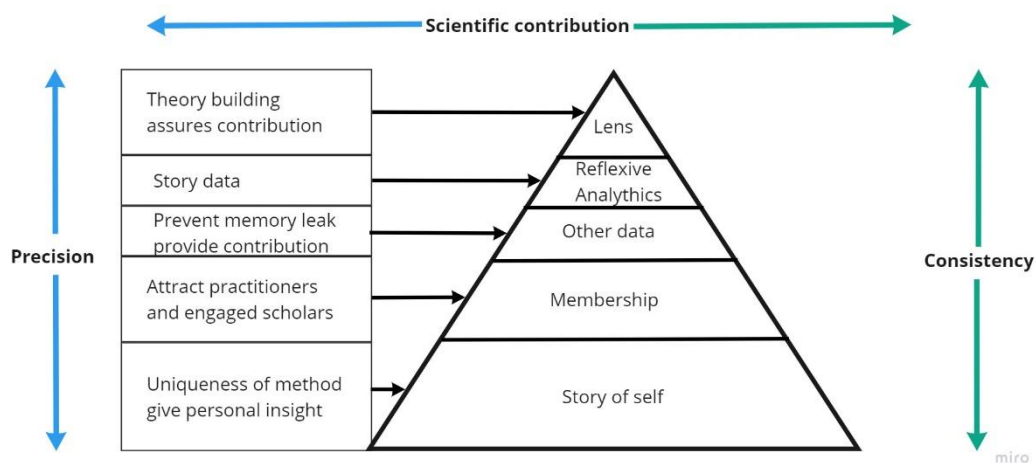 Scientific contribution
Precision
Theory building
assures contribution
Story data
Prevent memory leak
provide contribution
Attract practitioners
and engaged scholars
Uniqueness of method
give personal insight
Lens
Reflexive
Analythics
Other data
Membership
Story of self
Consistency
miro